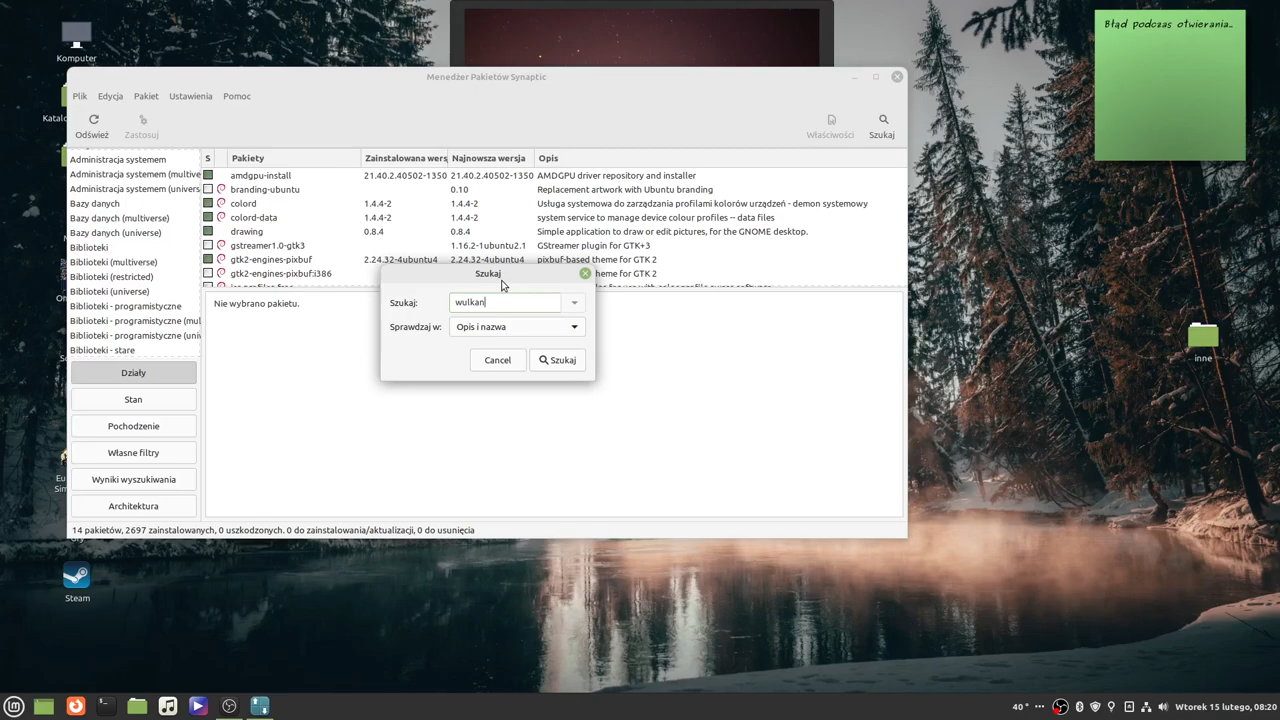 Komputer
Błąd podczas otwierania..
Menedżer Pakietów Synaptic
Plik Edycja Pakiet Ustawienia Pomoc
Odśwież Zastosuj Właściwości Szukaj
S Pakiety Zainstalowana wers Najnowsza wersja Opis
Administracja systemem
Administracja systemem (multive
Administracja systemem (univers
Bazy danych
Bazy danych (multiverse)
Bazy danych (universe)
Biblioteki
Biblioteki (multiverse)
Biblioteki (restricted)
Biblioteki (universe)
Biblioteki - programistyczne
Biblioteki - programistyczne (mul
Biblioteki - programistyczne (uni
Biblioteki - stare
amdgpu-install 21.40.2.40502-1350 21.40.2.40502-1350 AMDGPU driver repository and installer
branding-ubuntu 0.10 Replacement artwork with Ubuntu branding
colord 1.4.4-2 1.4.4-2 Usługa systemowa do zarządzania profilami kolorów urządzeń - demon systemowy
colord-data 1.4.4-2 1.4.4-2 system service to manage device colour profiles -- data files
drawing 0.8.4 0.8.4 Simple application to draw or edit pictures, for the GNOME desktop.
gstreamer1.0-gtk3 1.16.2-1ubuntu2.1 GStreamer plugin for GTK+3
gtk2-engines-pixbuf 2.24.32-4ubuntu4 2.24.32-4ubuntu4 pixbuf-based theme for GTK 2
gtk2-engines-pixbuf:i386 theme for GTK 2
Nie wybrano pakietu.
Szukaj
Szukaj: wulkan
Sprawdzaj w: Opis i nazwa
Cancel Szukaj
Działy
Stan
Pochodzenie
Własne filtry
Wyniki wyszukiwania
Architektura
14 pakietów, 2697 zainstalowanych, 0 uszkodzonych. 0 do zainstalowania/aktualizacji, 0 do usunięcia
Steam
inne
40° Wtorek 15 lutego, 08:20